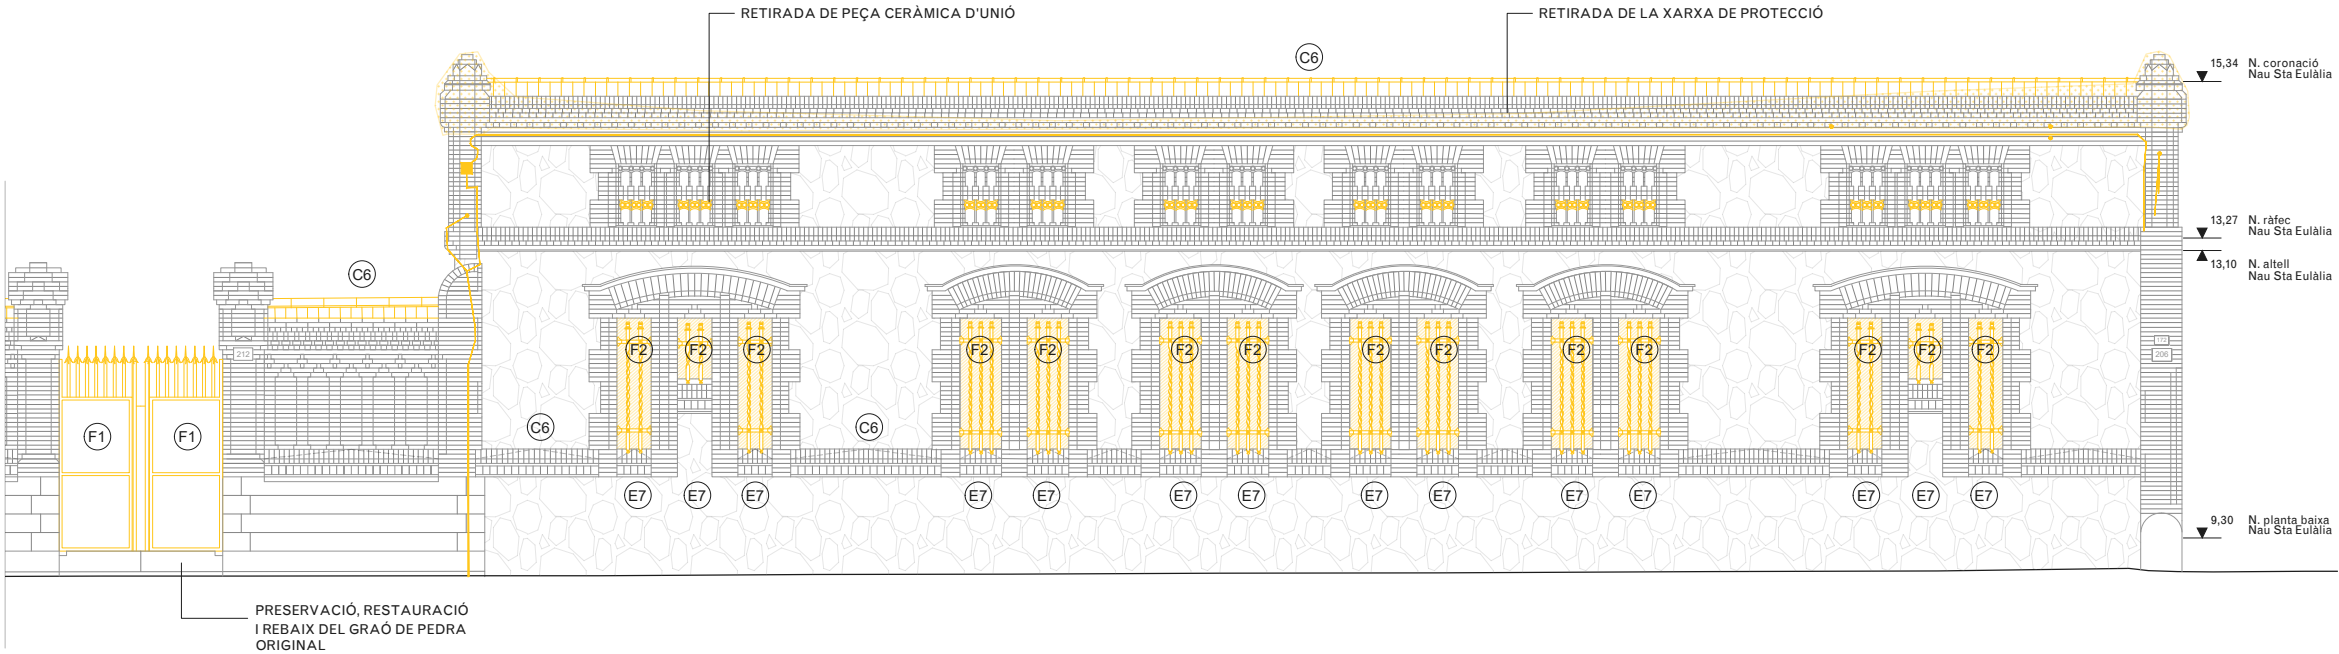 RETIRADA DE PEÇA CERÀMICA D'UNIÓ
RETIRADA DE LA XARXA DE PROTECCIÓ
C6
15,34 N. coronació
Nau Sta Eulàlia
13,27 N. ràfec
Nau Sta Eulàlia
13,10 N. altell
Nau Sta Eulàlia
C6
212
F2 F2 F2 F2 F2 F2 F2 F2 F2 F2 F2 F2 F2 F2
172
206
F1 F1
C6 C6
E7 E7 E7 E7 E7 E7 E7 E7 E7 E7 E7 E7 E7 E7
9,30 N. planta baixa
Nau Sta Eulàlia
PRESERVACIÓ, RESTAURACIÓ
I REBAIX DEL GRAÓ DE PEDRA
ORIGINAL